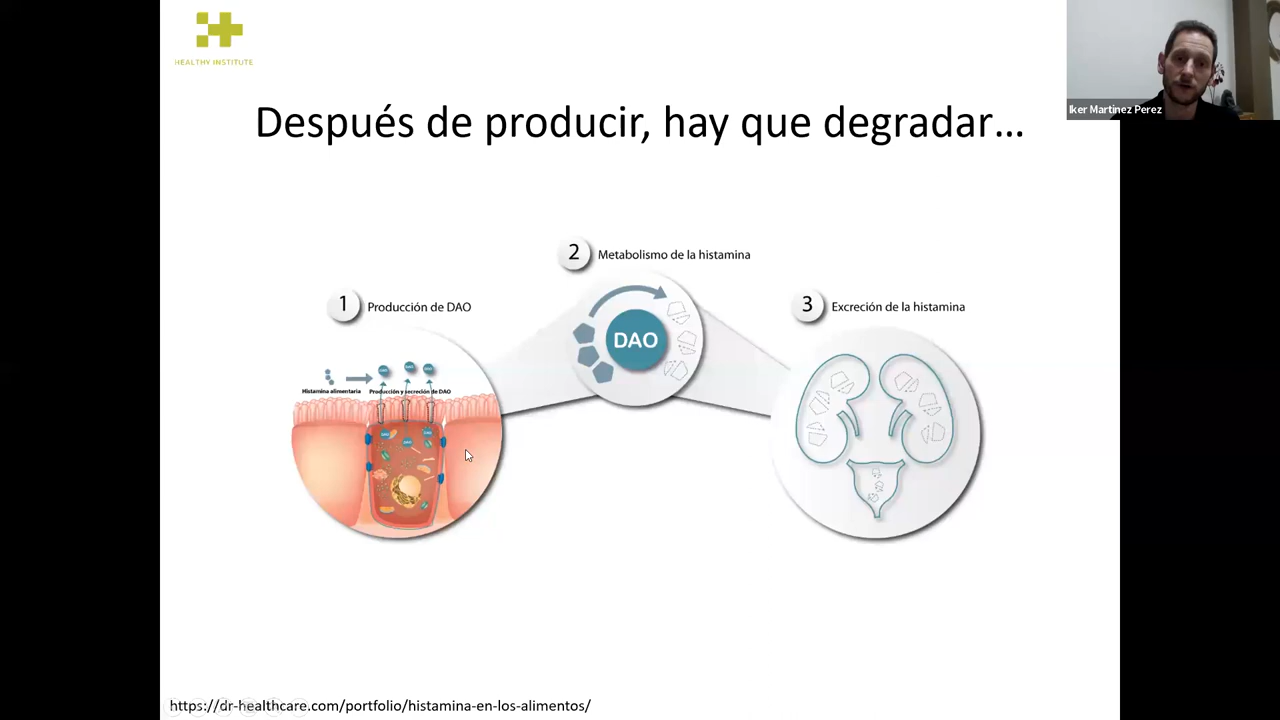 HEALTHY INSTITUTE
Iker Martinez Perez
Después de producir, hay que degradar...
2 Metabolismo de la histamina
1 Producción de DAO
3 Excreción de la histamina
DAO
Histamina alimentaria
Producción y secreción de DAO
https://dr-healthcare.com/portfolio/histamina-en-los-alimentos/